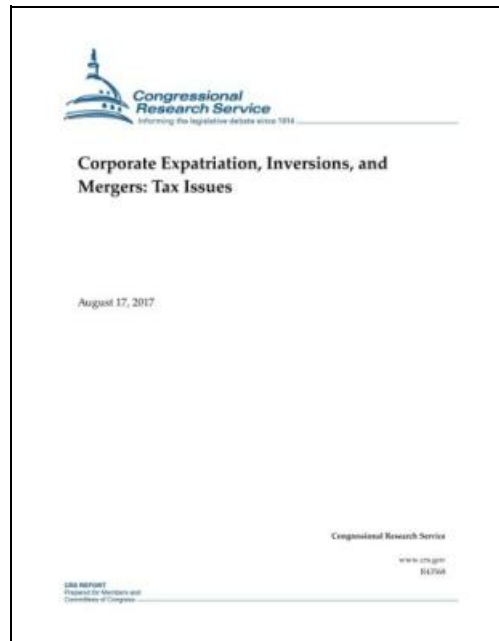 Congressional
Research Service
Informing the legislative debate since 1914
Corporate Expatriation, Inversions, and
Mergers: Tax Issues
August 17, 2017
Congressional Research Service
www.crs.gov
R43568
CRS REPORT
Prepared for Members and
Committees of Congress